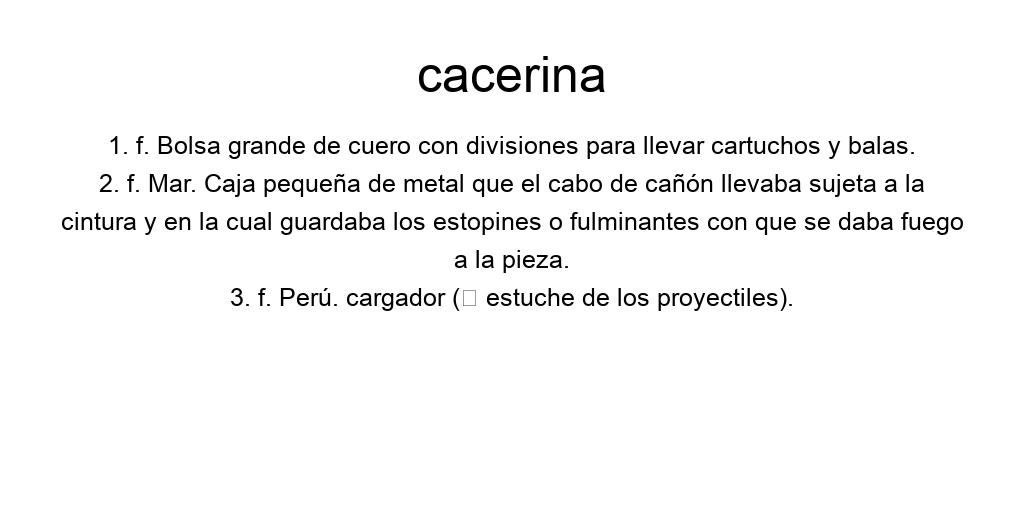 cacerina
1. f. Bolsa grande de cuero con divisiones para llevar cartuchos y balas.
2. f. Mar. Caja pequeña de metal que el cabo de cañón llevaba sujeta a la
cintura y en la cual guardaba los estopines o fulminantes con que se daba fuego
a la pieza.
3. f. Perú. cargador (□ estuche de los proyectiles).